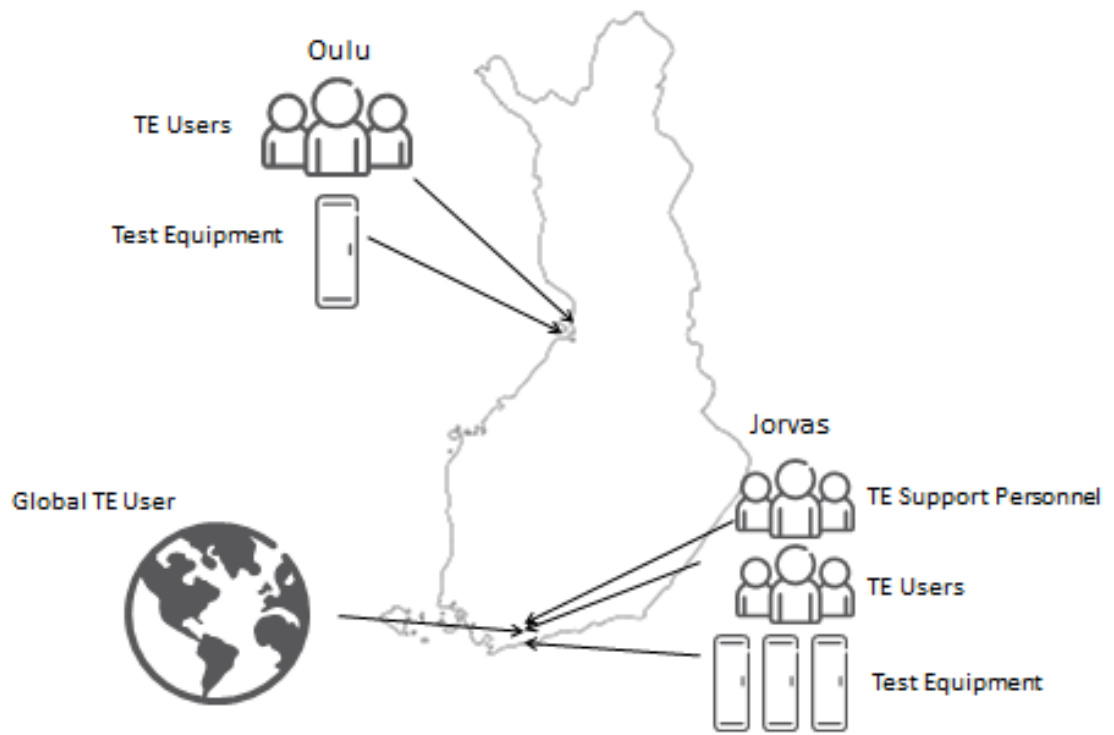 Oulu
TE Users
Test Equipment
Jorvas
TE Support Personnel
Global TE User
TE Users
Test Equipment